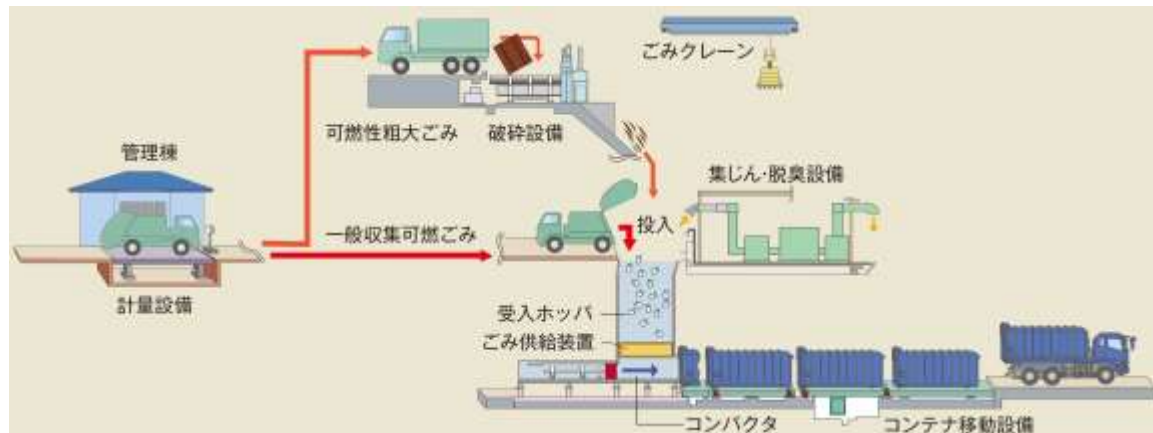 ごみクレーン
可燃性粗大ごみ
破砕設備
管理棟
集じん・脱臭設備
一般収集可燃ごみ
投入
計量設備
受入ホッパ
ごみ供給装置
コンパクタ
コンテナ移動設備